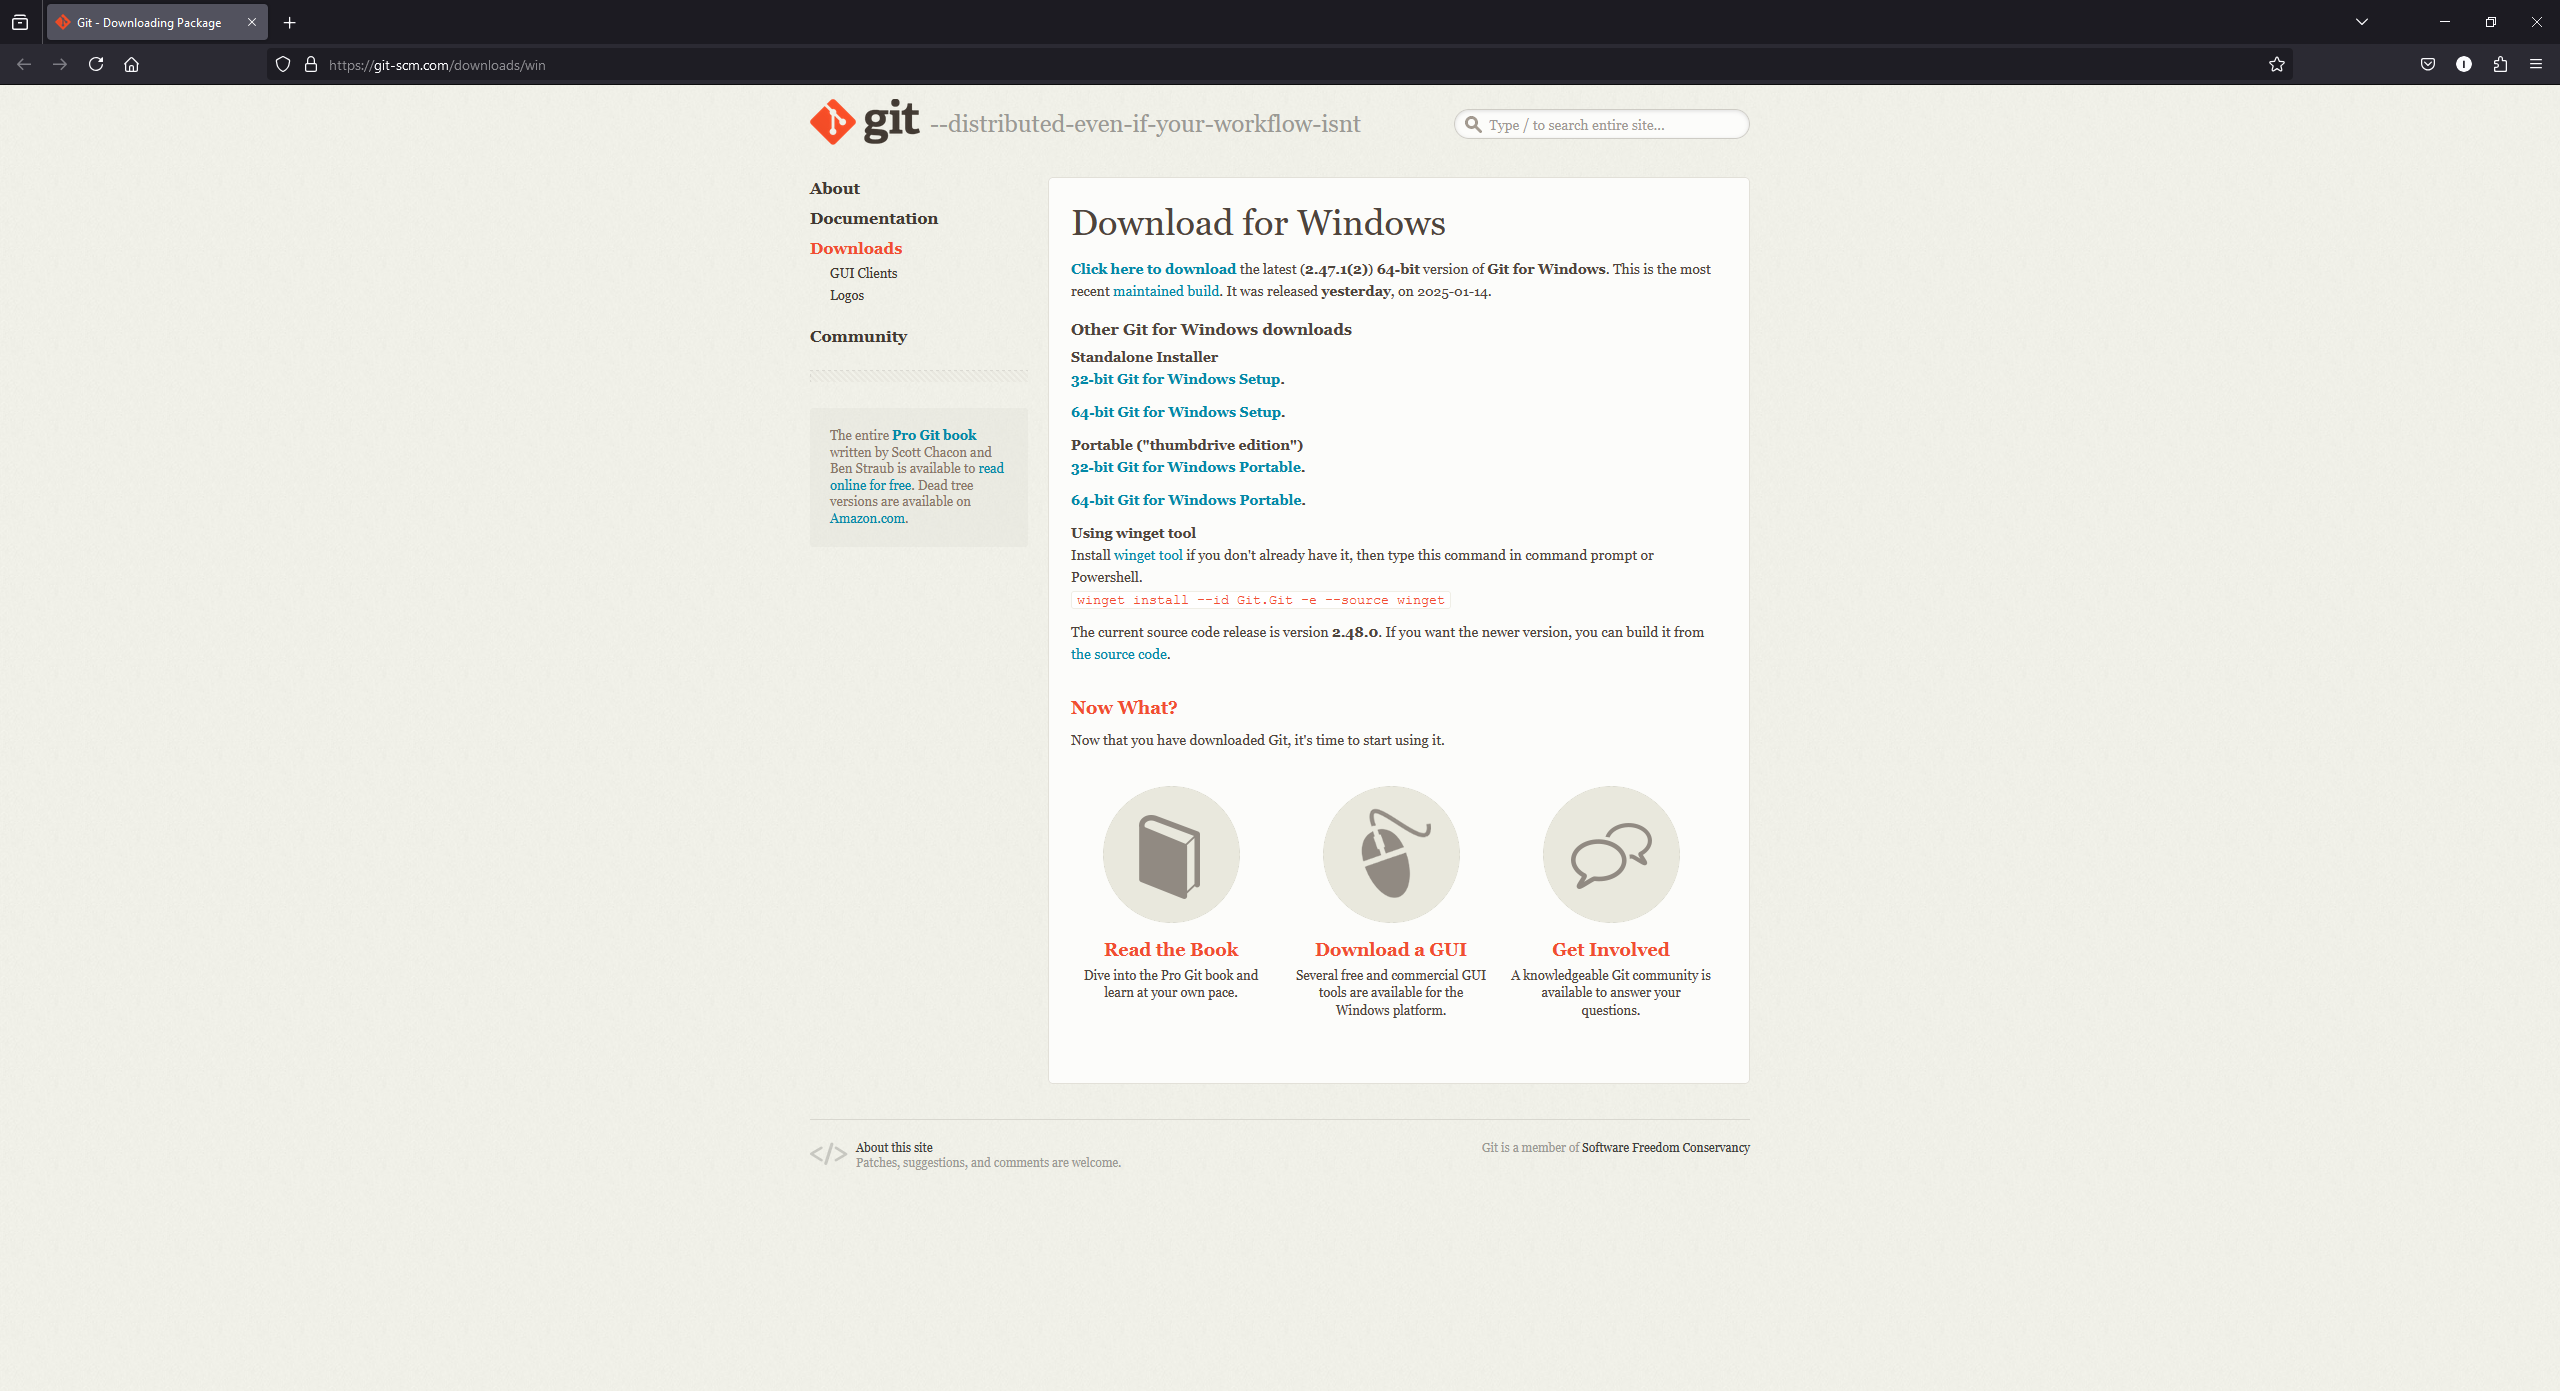 Git - Downloading Package
https://git-scm.com/downloads/win
git --distributed-even-if-your-workflow-isnt
Type / to search entire site...
About
Documentation
Downloads
GUI Clients
Logos
Community
The entire Pro Git book
written by Scott Chacon and
Ben Straub is available to read
online for free. Dead tree
versions are available on
Amazon.com.
Download for Windows
Click here to download the latest (2.47.1(2)) 64-bit version of Git for Windows. This is the most
recent maintained build. It was released yesterday, on 2025-01-14.
Other Git for Windows downloads
Standalone Installer
32-bit Git for Windows Setup.
64-bit Git for Windows Setup.
Portable ("thumbdrive edition")
32-bit Git for Windows Portable.
64-bit Git for Windows Portable.
Using winget tool
Install winget tool if you don't already have it, then type this command in command prompt or
Powershell.
winget install --id Git.Git -e --source winget
The current source code release is version 2.48.0. If you want the newer version, you can build it from
the source code.
Now What?
Now that you have downloaded Git, it's time to start using it.
Read the Book
Dive into the Pro Git book and
learn at your own pace.
Download a GUI
Several free and commercial GUI
tools are available for the
Windows platform.
Get Involved
A knowledgeable Git community is
available to answer your
questions.
</> About this site
Patches, suggestions, and comments are welcome.
Git is a member of Software Freedom Conservancy